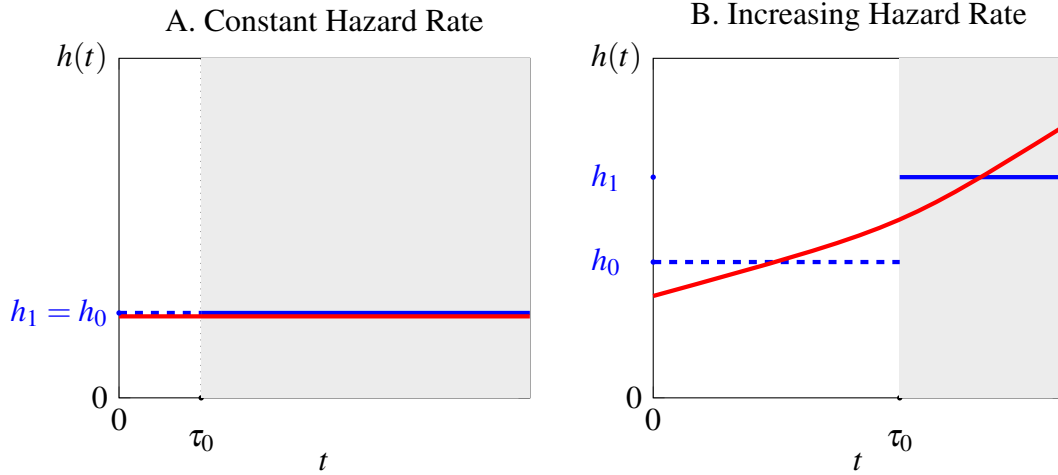 A. Constant Hazard Rate
h(t)
h₁ = h₀
0
0
τ₀
t
B. Increasing Hazard Rate
h(t)
h₁
h₀
0
0
τ₀
t